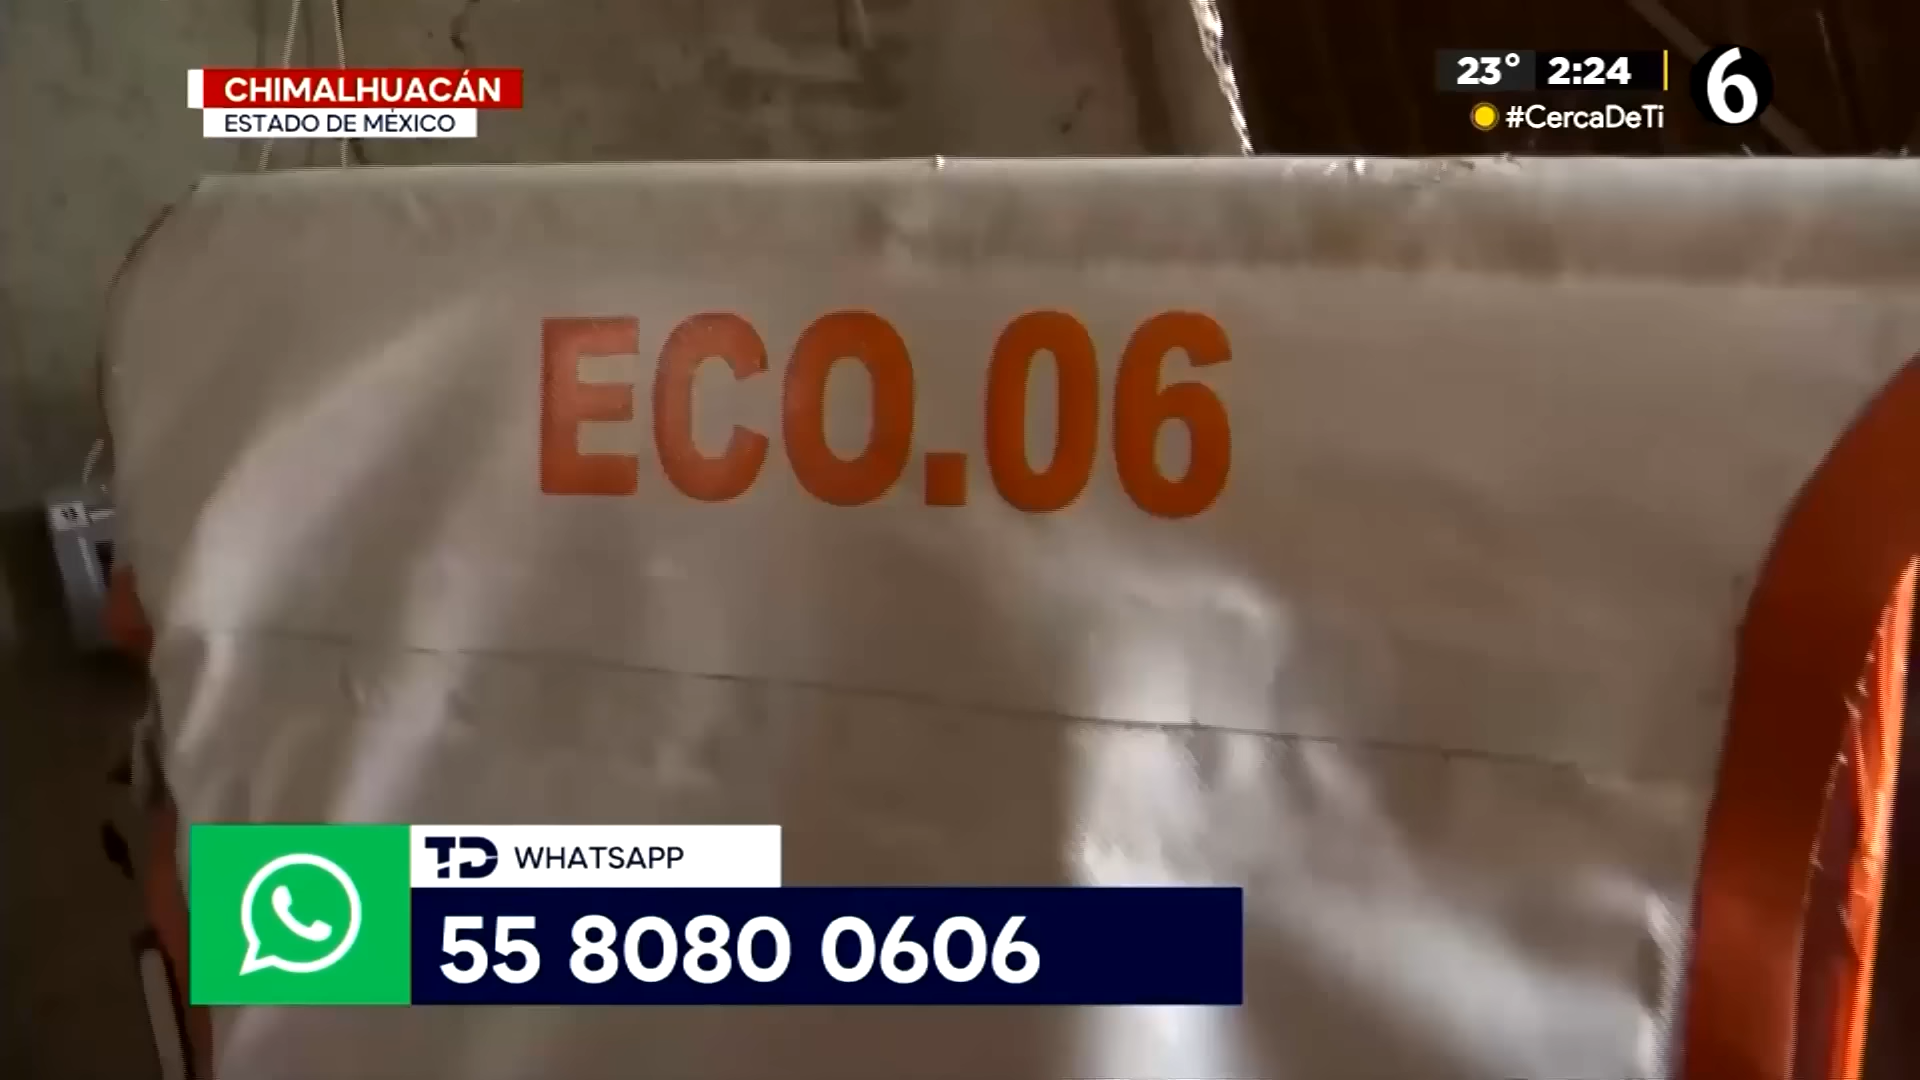 CHIMALHUACÁN
ESTADO DE MÉXICO
23° 2:24
#CercaDeTi
6
ECO.06
TD WHATSAPP
55 8080 0606